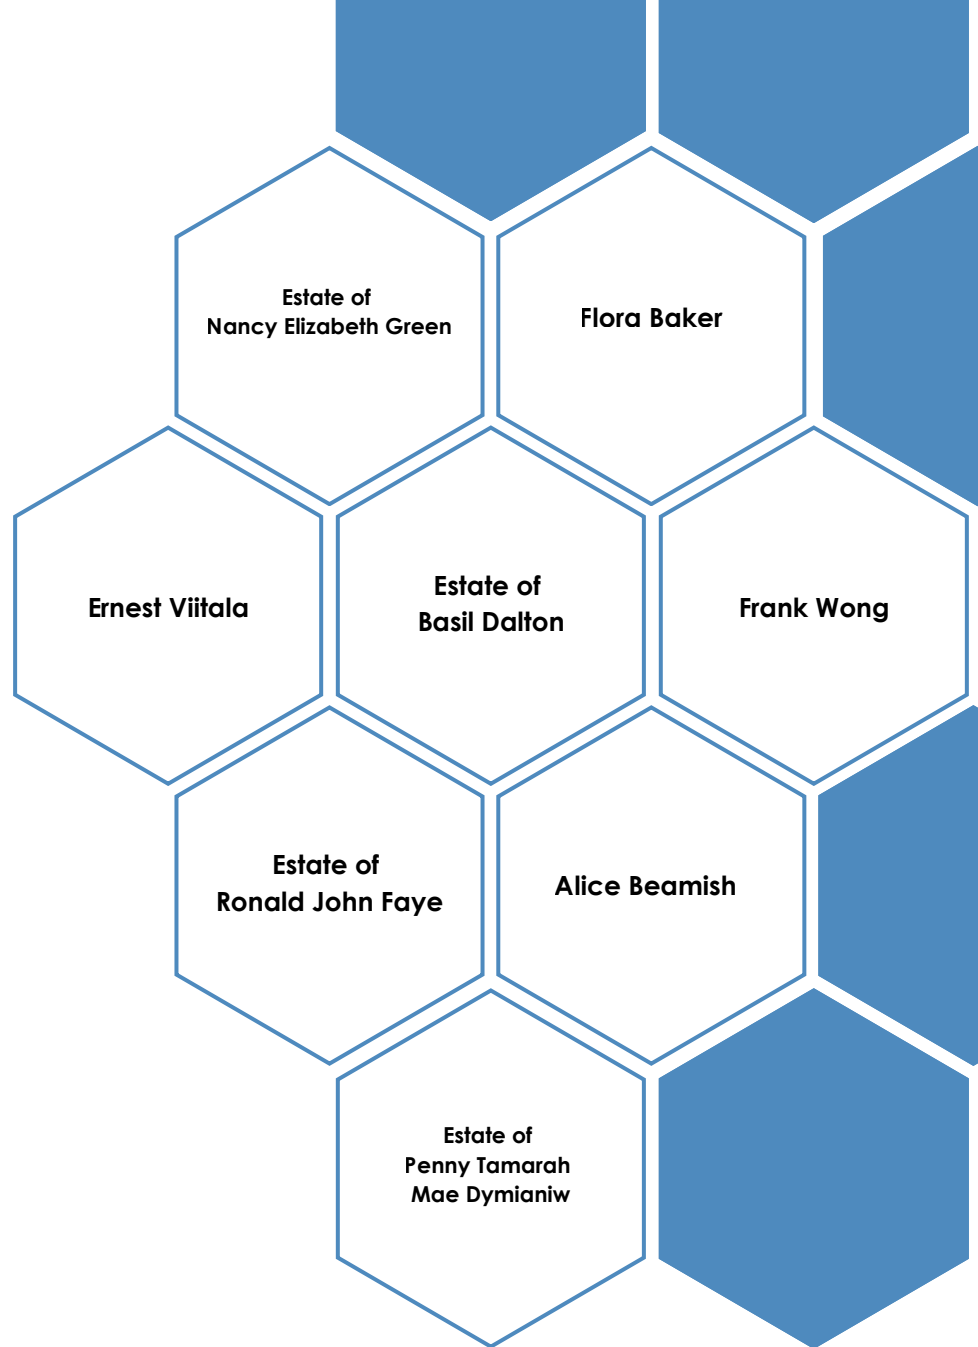 Estate of
Nancy Elizabeth Green
Flora Baker
Ernest Viitala
Estate of
Basil Dalton
Frank Wong
Estate of
Ronald John Faye
Alice Beamish
Estate of
Penny Tamarah
Mae Dymianiw